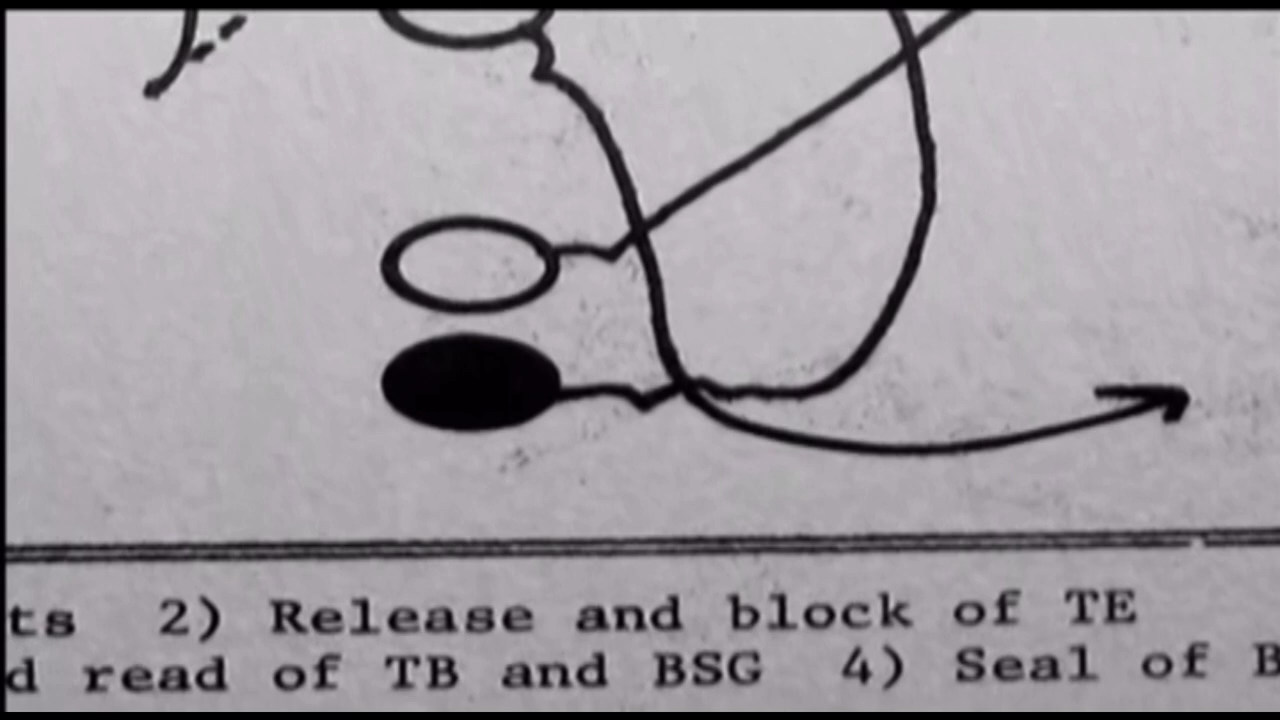 ts 2) Release and block of TE
d read of TB and BSG 4) Seal of B